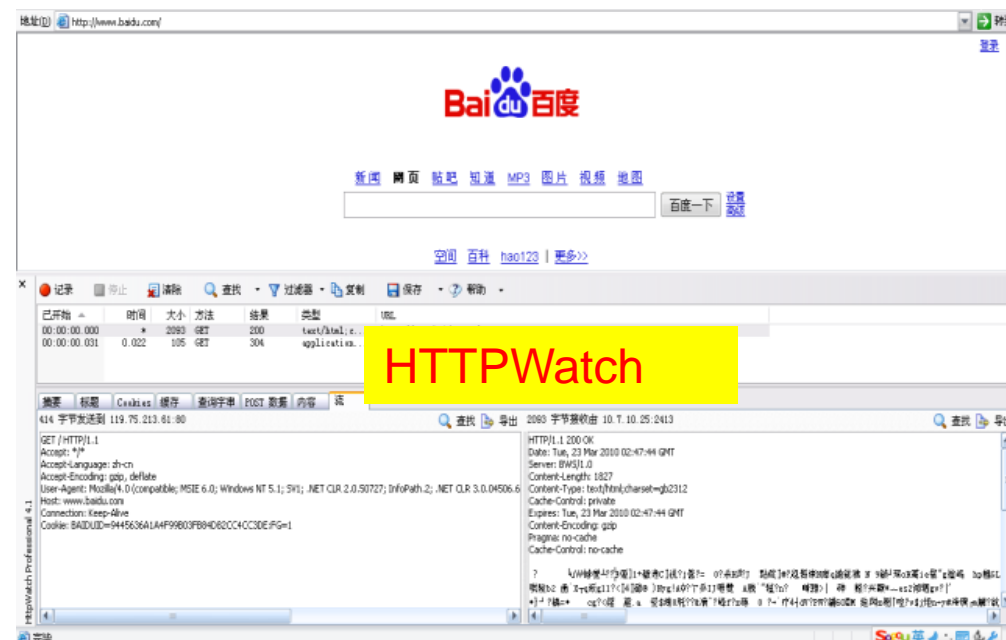 地址(D) http://www.baidu.com/
登录
Bai du 百度
新闻 网页 贴吧 知道 MP3 图片 视频 地图
百度一下 设置 高级
空间 百科 hao123 | 更多>>
记录 停止 清除 查找 过滤器 复制 保存 帮助
已开始 时间 大小 方法 结果 类型 URL
00:00:00.000 * 2093 GET 200 text/html;c..
00:00:00.031 0.022 105 GET 304 application..
HTTPWatch
摘要 标题 Cookies 缓存 查询字串 POST 数据 内容 流
414 字节发送到 119.75.213.61:80 查找 导出
GET / HTTP/1.1
Accept: */*
Accept-Language: zh-cn
Accept-Encoding: gzip, deflate
User-Agent: Mozilla/4.0 (compatible; MSIE 6.0; Windows NT 5.1; SV1; .NET CLR 2.0.50727; InfoPath.2; .NET CLR 3.0.04506.6
Host: www.baidu.com
Connection: Keep-Alive
Cookie: BAIDUID=9445636A1A4F99B03FB84D82CC4CC3DE:FG=1
2093 字节接收由 10.7.10.25:2413 查找
HTTP/1.1 200 OK
Date: Tue, 23 Mar 2010 02:47:44 GMT
Server: BWS/1.0
Content-Length: 1827
Content-Type: text/html;charset=gb2312
Cache-Control: private
Expires: Tue, 23 Mar 2010 02:47:44 GMT
Content-Encoding: gzip
Pragma: no-cache
Cache-Control: no-cache
HttpWatch Professional 4.1
完毕
英